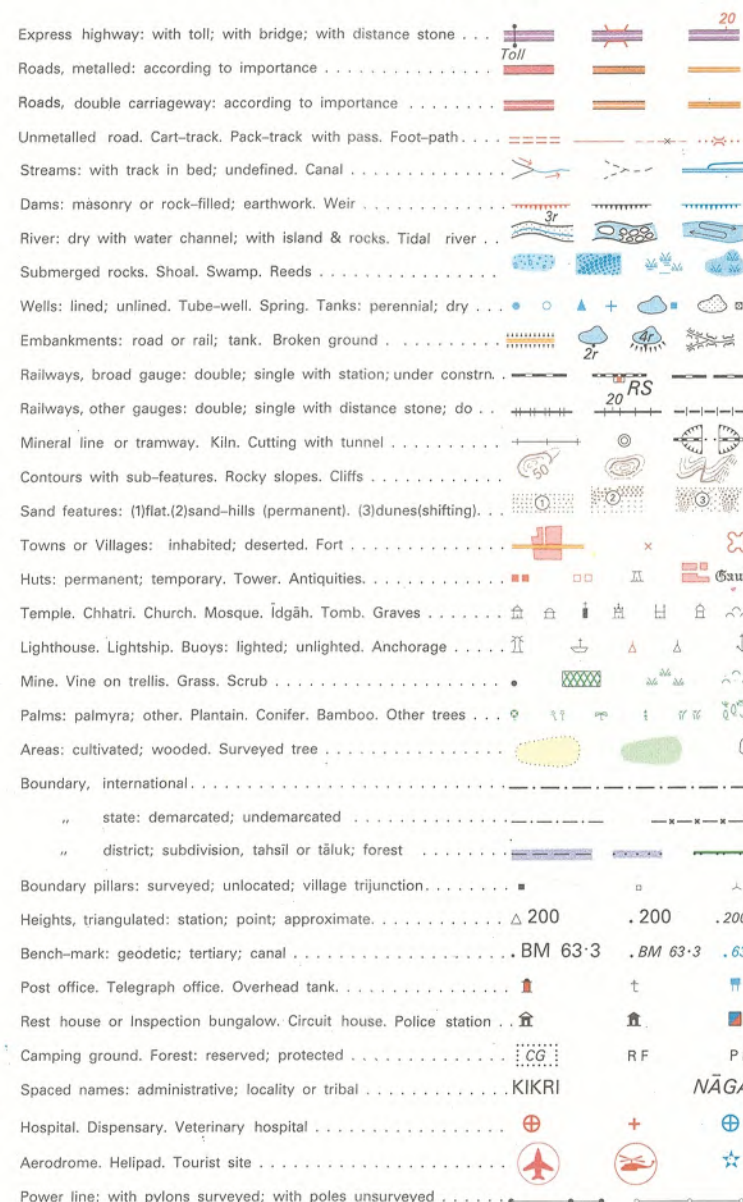 20
Express highway: with toll; with bridge; with distance stone . . .
Toll
Roads, metalled: according to importance . . . . . . . . . . . . . . .
Roads, double carriageway: according to importance . . . . . . . .
Unmetalled road. Cart–track. Pack–track with pass. Foot–path. . . .
Streams: with track in bed; undefined. Canal . . . . . . . . . . . .
Dams: masonry or rock–filled; earthwork. Weir . . . . . . . . . . .
3r
River: dry with water channel; with island & rocks. Tidal river . .
Submerged rocks. Shoal. Swamp. Reeds . . . . . . . . . . . . . . .
Wells: lined; unlined. Tube–well. Spring. Tanks: perennial; dry . . .
Embankments: road or rail; tank. Broken ground . . . . . . . . . . 4r
2r
Railways, broad gauge: double; single with station; under constrn. .
RS
Railways, other gauges: double; single with distance stone; do . . 20
Mineral line or tramway. Kiln. Cutting with tunnel . . . . . . . . . .
Contours with sub–features. Rocky slopes. Cliffs . . . . . . . . . . . . 50
Sand features: (1)flat.(2)sand–hills (permanent). (3)dunes(shifting). . . 1 2 3
Towns or Villages: inhabited; deserted. Fort . . . . . . . . . . . . .
Huts: permanent; temporary. Tower. Antiquities. . . . . . . . . . . . Gau
Temple. Chhatri. Church. Mosque. Īdgāh. Tomb. Graves . . . . . .
Lighthouse. Lightship. Buoys: lighted; unlighted. Anchorage . . . . .
Mine. Vine on trellis. Grass. Scrub . . . . . . . . . . . . . . . . . . . .
Palms: palmyra; other. Plantain. Conifer. Bamboo. Other trees . . .
Areas: cultivated; wooded. Surveyed tree . . . . . . . . . . . . . . .
Boundary, international. . . . . . . . . . . . . . . . . . . . . . . . . . . .
„ state: demarcated; undemarcated . . . . . . . . . . . . .
„ district; subdivision, tahsīl or tāluk; forest . . . . . . .
Boundary pillars: surveyed; unlocated; village trijunction. . . . . . .
Heights, triangulated: station; point; approximate. . . . . . . . . . . . 200 . 200 . 200
Bench–mark: geodetic; tertiary; canal . . . . . . . . . . . . . . . . . . . BM 63·3 . BM 63·3 . 63
Post office. Telegraph office. Overhead tank. . . . . . . . . . . . . .
Rest house or Inspection bungalow. Circuit house. Police station . .
Camping ground. Forest: reserved; protected . . . . . . . . . . . . . CG R F P
Spaced names: administrative; locality or tribal . . . . . . . . . . . . KIKRI NĀGA
Hospital. Dispensary. Veterinary hospital . . . . . . . . . . . . . . . .
Aerodrome. Helipad. Tourist site . . . . . . . . . . . . . . . . . . . . .
Power line: with pylons surveyed; with poles unsurveyed . . . . . .